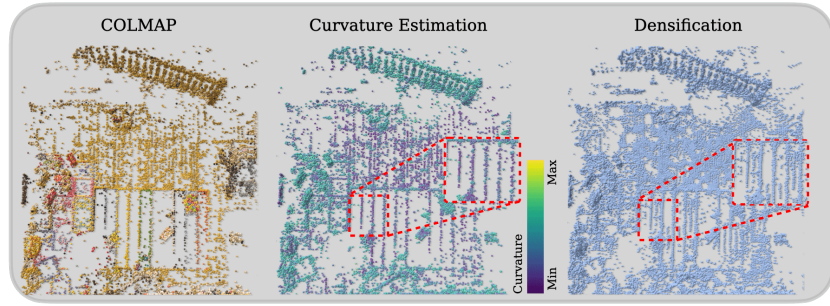 COLMAP
Curvature Estimation
Densification
Max
Curvature
Min